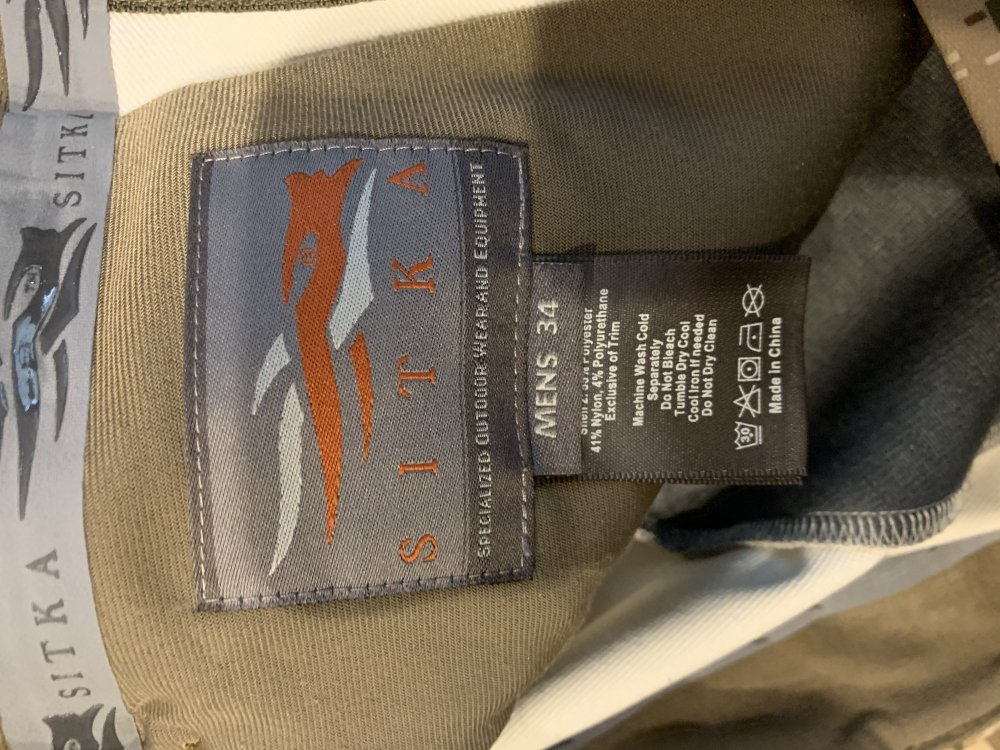 SITKA
SITKA
SITKA
SPECIALIZED OUTDOOR WEAR AND EQUIPMENT
MENS 34
Polyester
41% Nylon, 4% Polyurethane
Exclusive of Trim
Machine Wash Cold
Separately
Do Not Bleach
Tumble Dry Cool
Cool Iron If needed
Do Not Dry Clean
30
Made in China